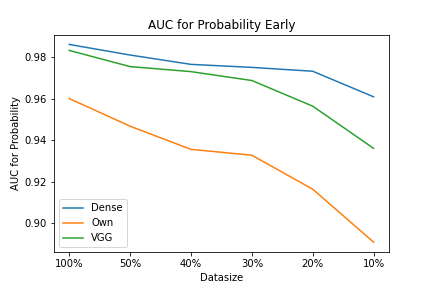 AUC for Probability Early
AUC for Probability
0.98
0.96
0.94
0.92
0.90
Dense
Own
VGG
100%
50%
40%
30%
20%
10%
Datasize